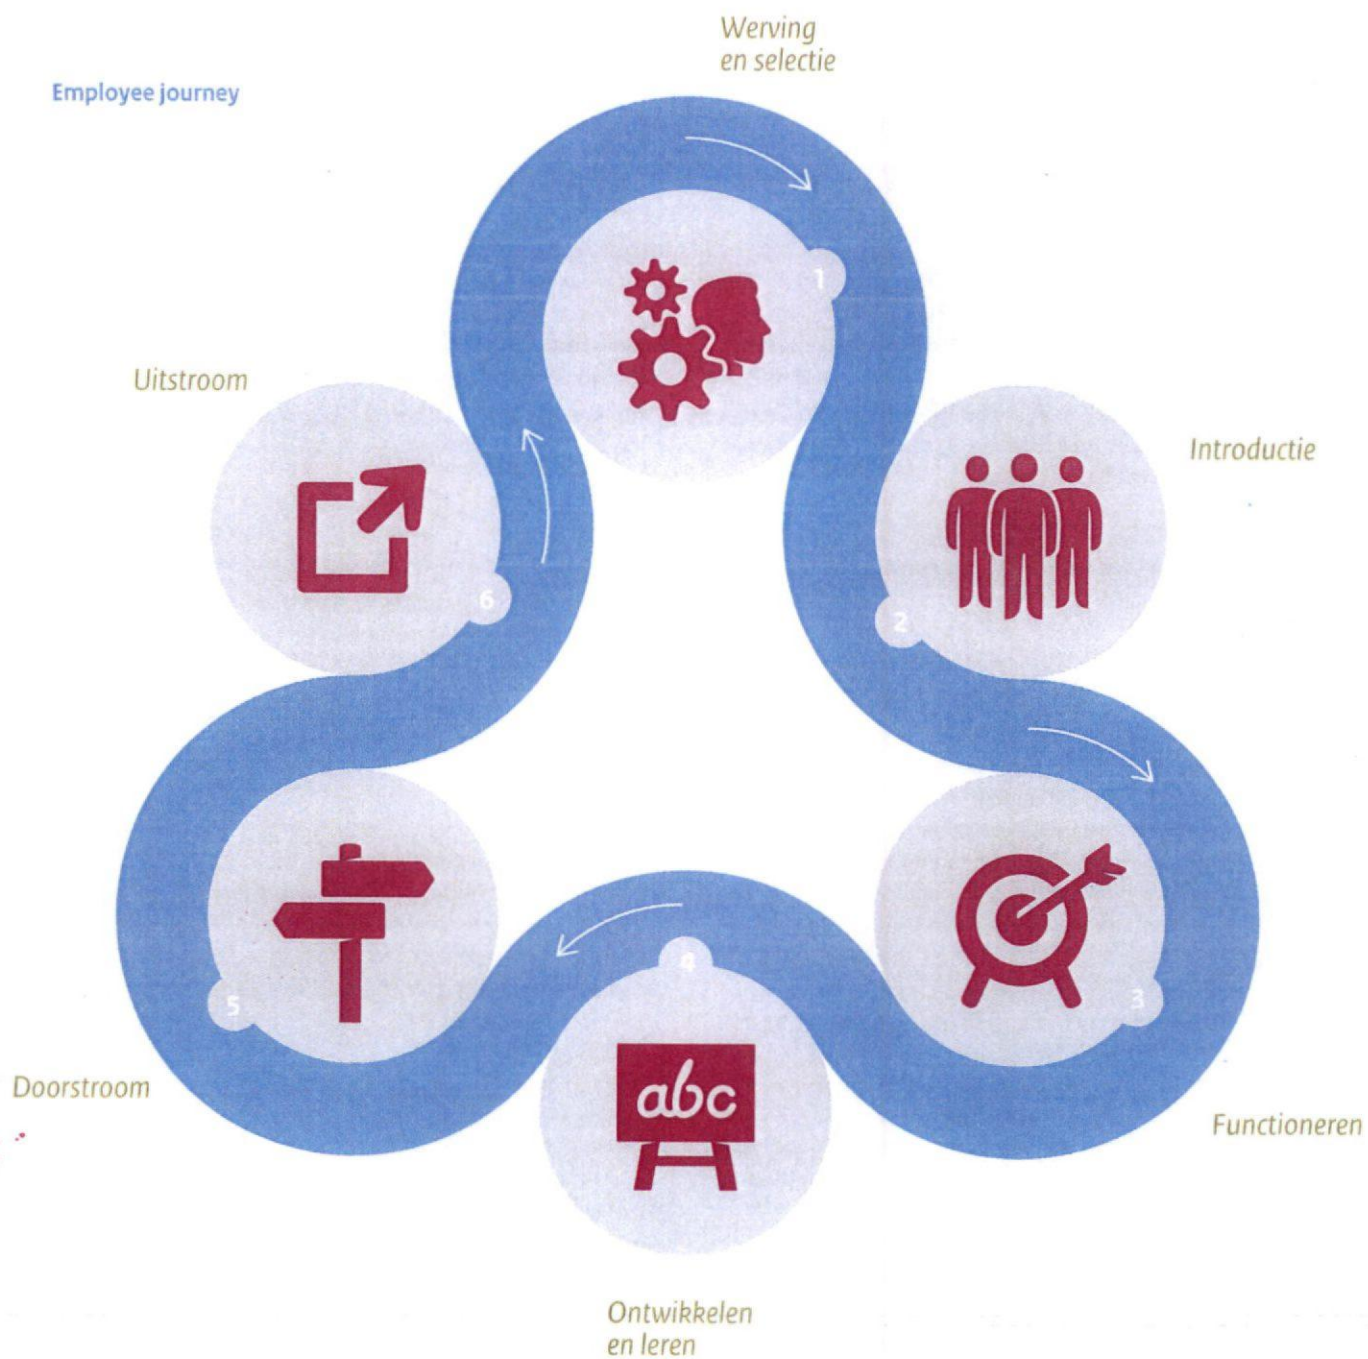 Employee journey
Werving
en selectie
1
Introductie
2
Functioneren
3
Ontwikkelen
en leren
4
abc
Doorstroom
5
Uitstroom
6